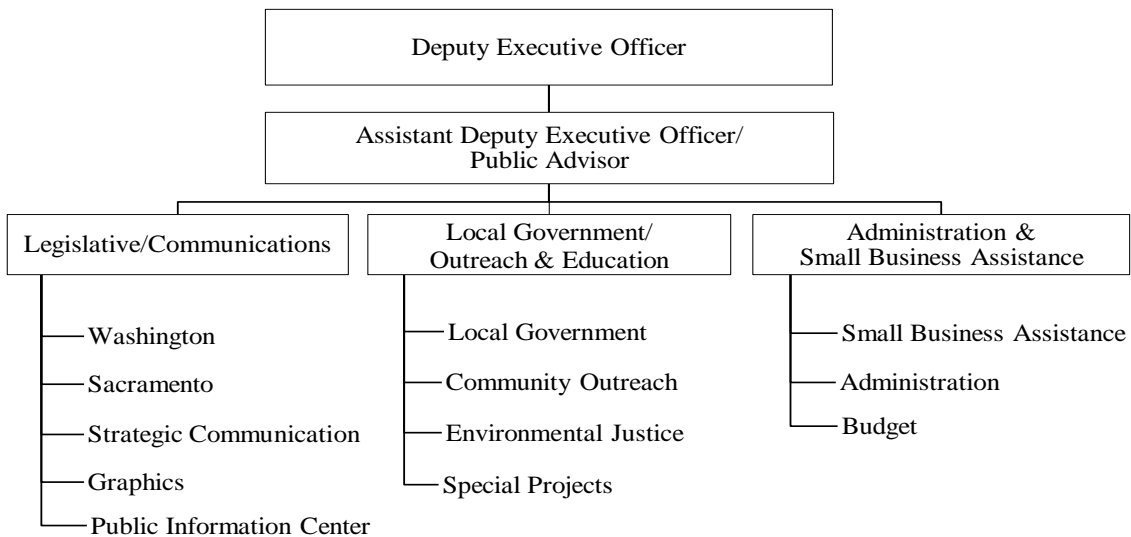 Deputy Executive Officer
Assistant Deputy Executive Officer/
Public Advisor
Legislative/Communications
Washington
Sacramento
Strategic Communication
Graphics
Public Information Center
Local Government/
Outreach & Education
Local Government
Community Outreach
Environmental Justice
Special Projects
Administration &
Small Business Assistance
Small Business Assistance
Administration
Budget